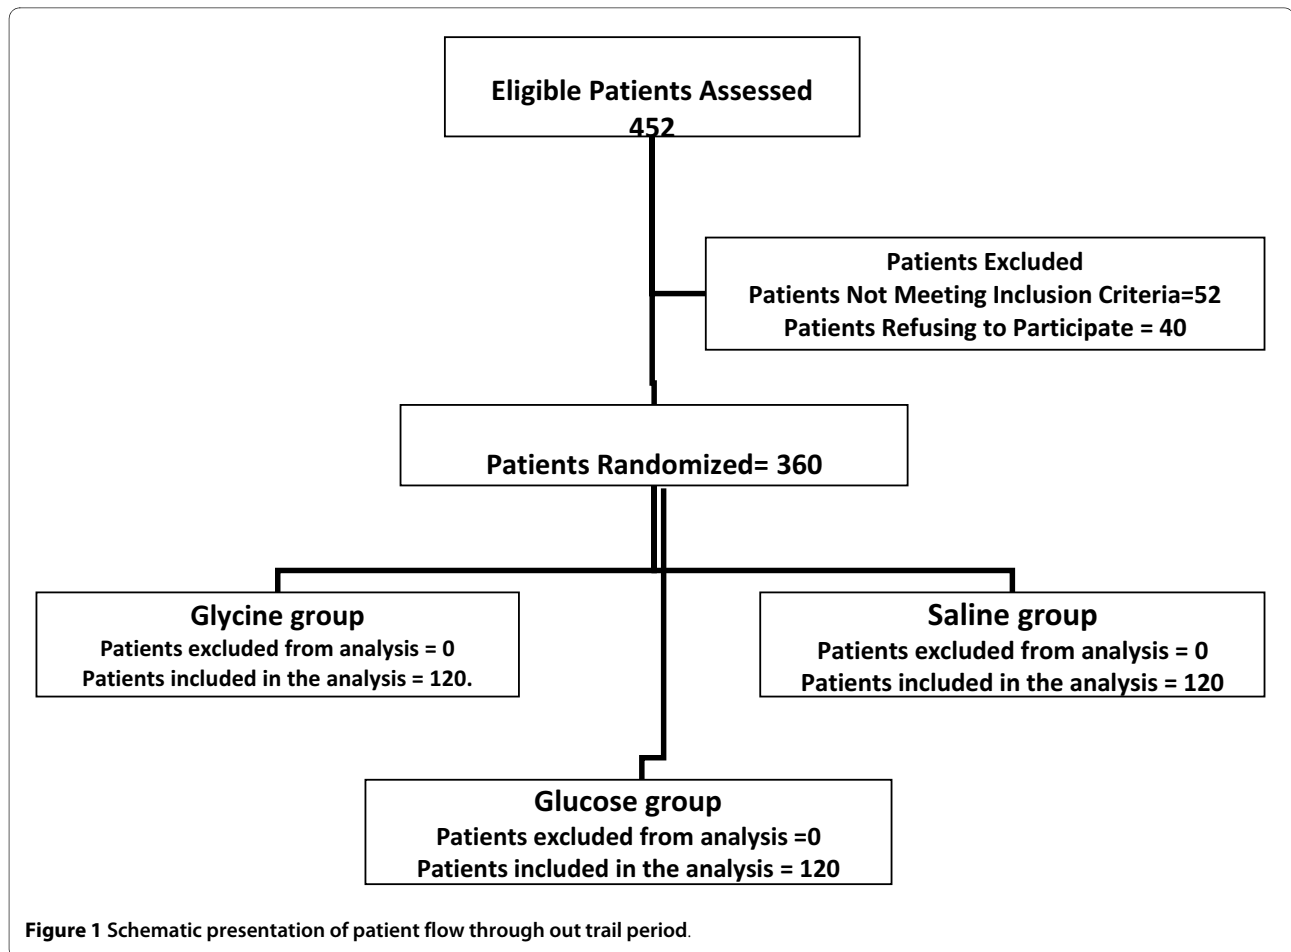 Eligible Patients Assessed
452
Patients Excluded
Patients Not Meeting Inclusion Criteria=52
Patients Refusing to Participate = 40
Patients Randomized= 360
Glycine group
Patients excluded from analysis = 0
Patients included in the analysis = 120.
Saline group
Patients excluded from analysis = 0
Patients included in the analysis = 120
Glucose group
Patients excluded from analysis =0
Patients included in the analysis = 120
Figure 1 Schematic presentation of patient flow through out trail period.